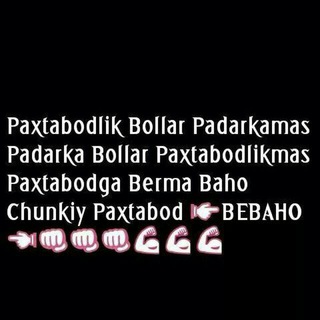 Paxtabodlik Bollar Padarkamas
Padarka Bollar Paxtabodlikmas
Paxtabodga Berma Baho
Chunkiy Paxtabod 👉BEBAHO
👈👊👊👊💪💪💪